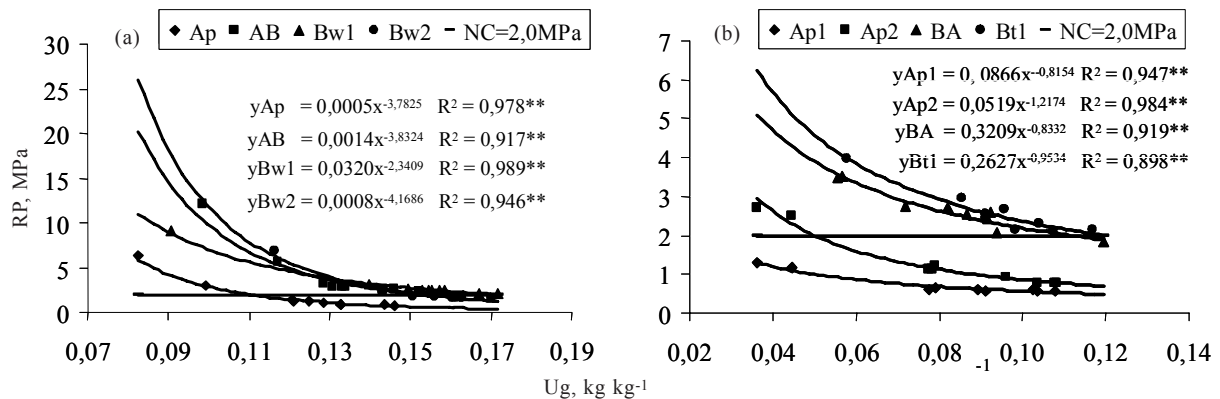 (a) Ap AB Bw1 Bw2 NC=2,0MPa
30
25
20
15
10
5
0
yAp = 0,0005x-3,7825 R2 = 0,978**
yAB = 0,0014x-3,8324 R2 = 0,917**
yBw1 = 0,0320x-2,3409 R2 = 0,989**
yBw2 = 0,0008x-4,1686 R2 = 0,946**
RP, MPa
0,07 0,09 0,11 0,13 0,15 0,17 0,19
(b) Ap1 Ap2 BA Bt1 NC=2,0MPa
7
6
5
4
3
2
1
0
yAp1 = 0,0866x--0,8154 R2 = 0,947**
yAp2 = 0,0519x-1,2174 R2 = 0,984**
yBA = 0,3209x-0,8332 R2 = 0,919**
yBt1 = 0,2627x-0,9534 R2 = 0,898**
0,02 0,04 0,06 0,08 0,10 0,12 0,14
-1
Ug, kg kg-1